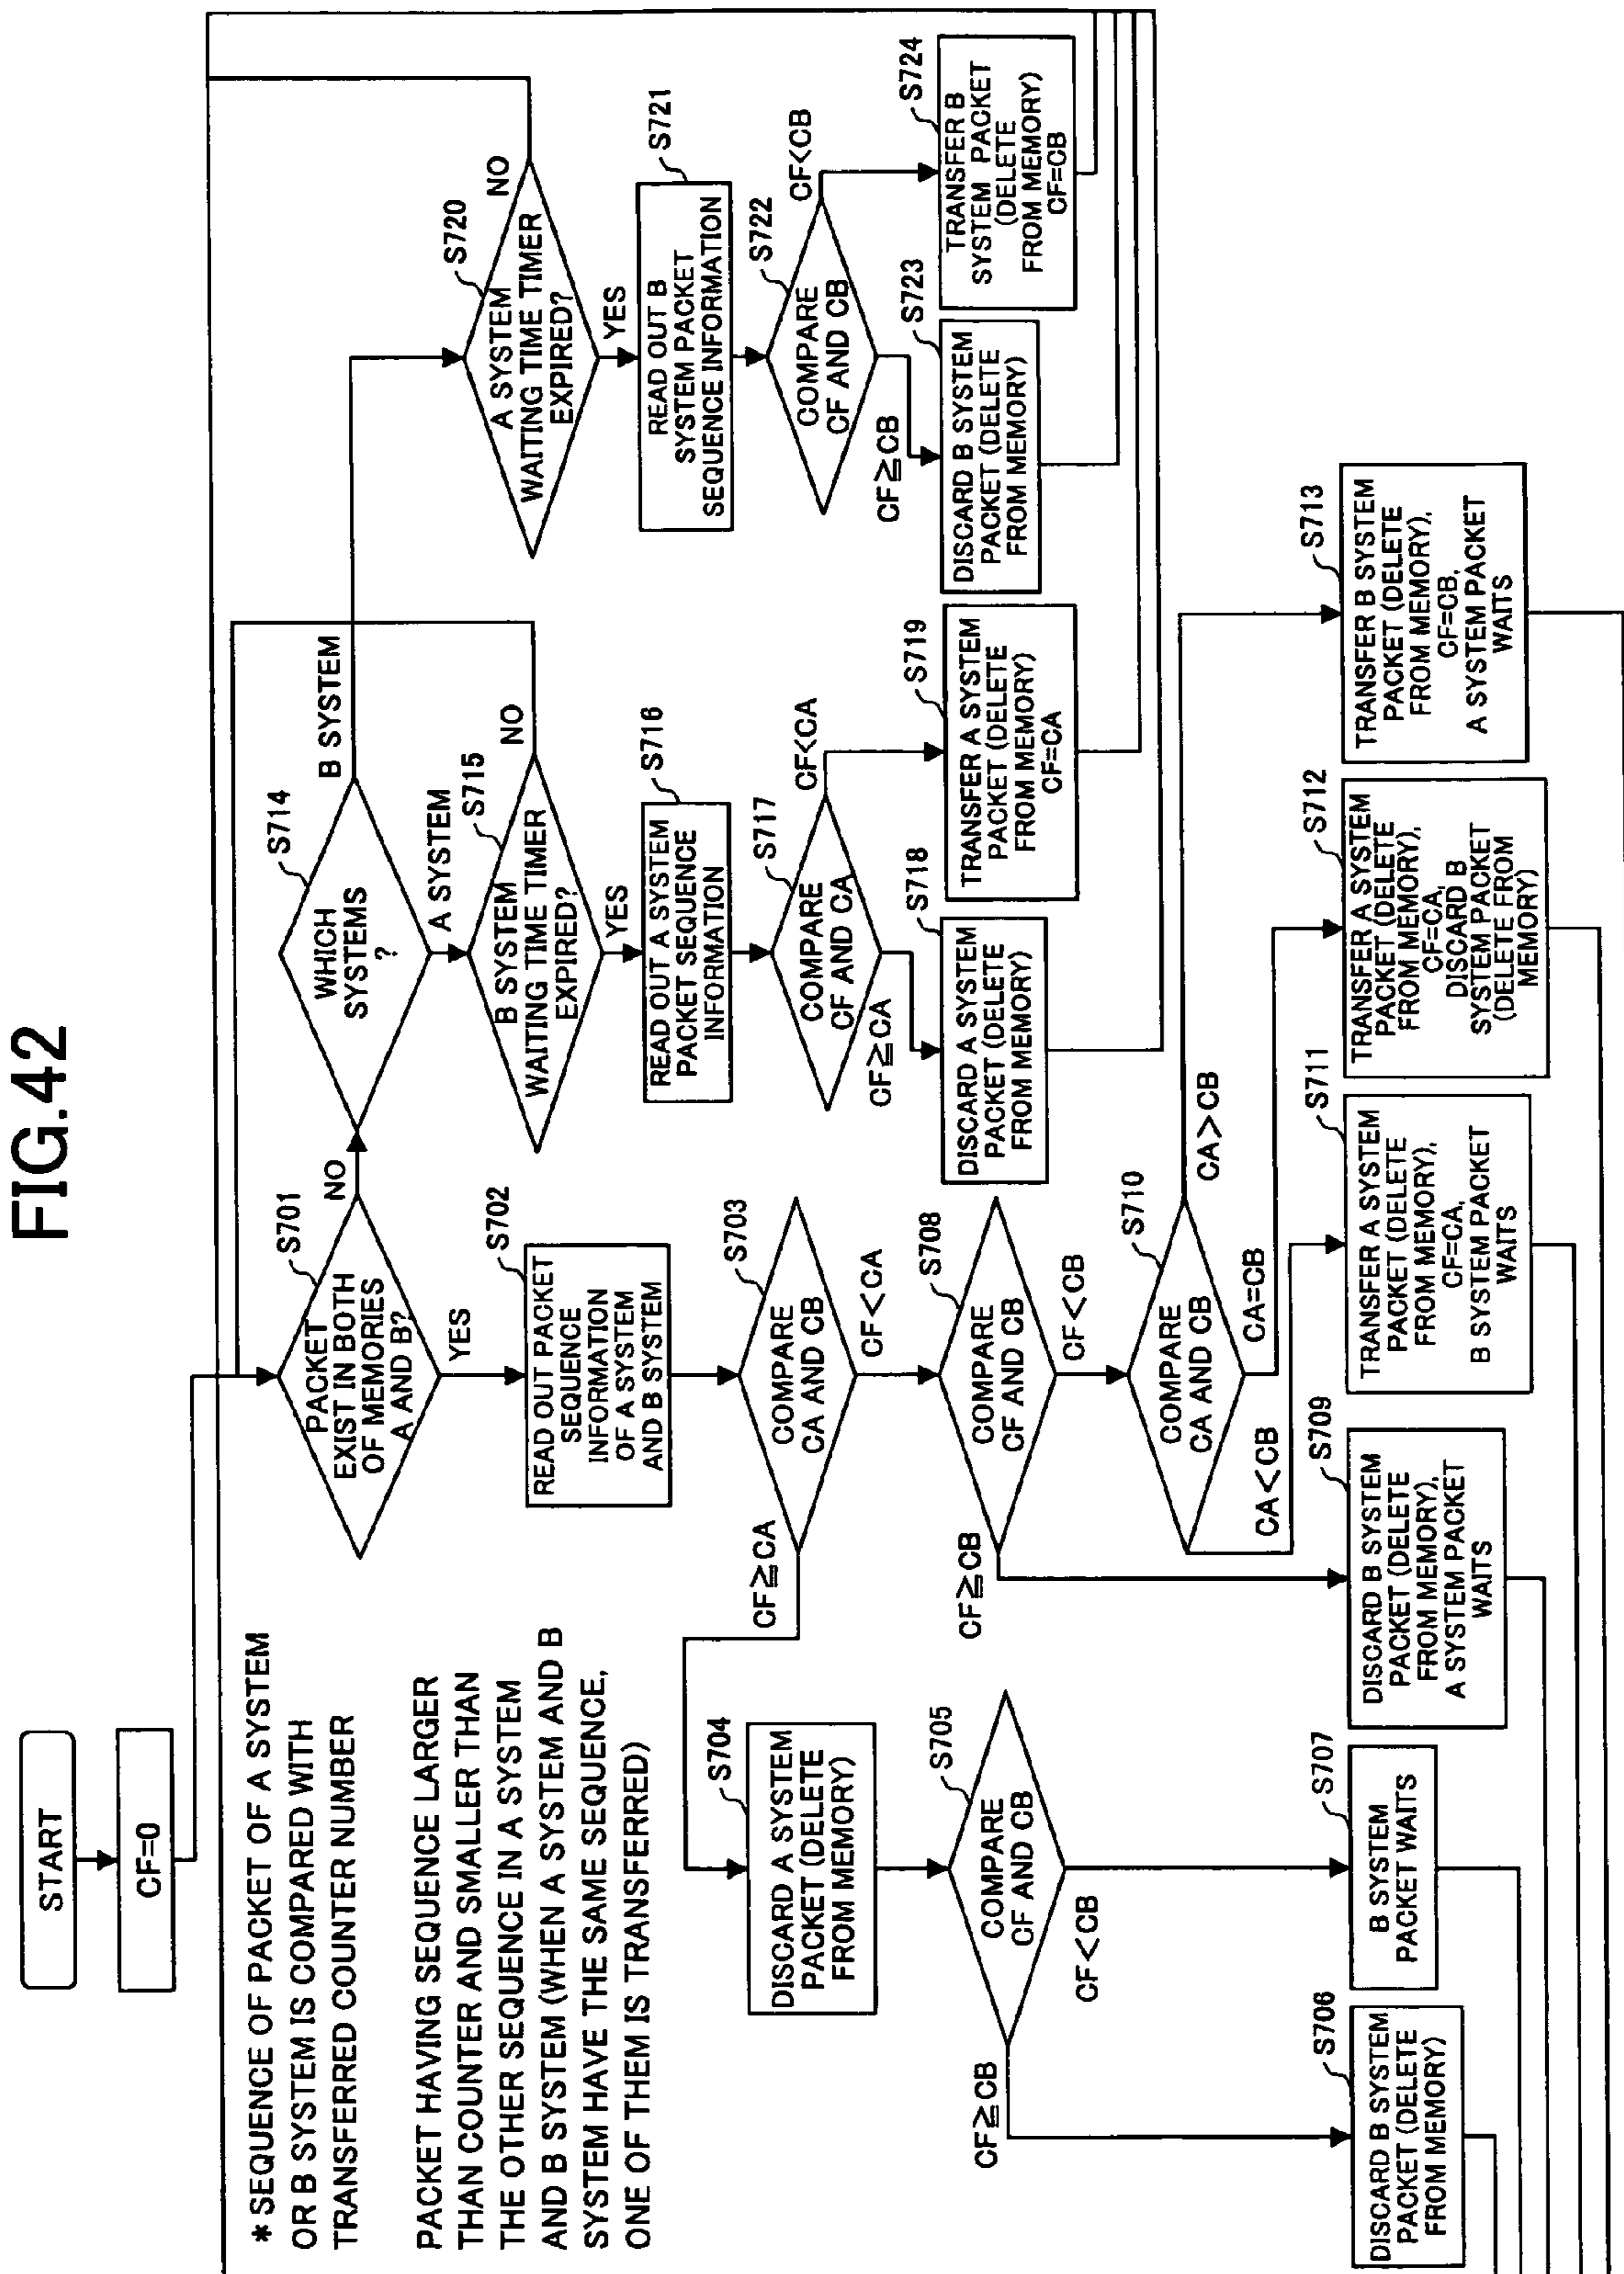 FIG.42
START
CF=0
* SEQUENCE OF PACKET OF A SYSTEM
OR B SYSTEM IS COMPARED WITH
TRANSFERRED COUNTER NUMBER
PACKET HAVING SEQUENCE LARGER
THAN COUNTER AND SMALLER THAN
THE OTHER SEQUENCE IN A SYSTEM
AND B SYSTEM (WHEN A SYSTEM AND B
SYSTEM HAVE THE SAME SEQUENCE,
ONE OF THEM IS TRANSFERRED)
S701
PACKET
EXIST IN BOTH
OF MEMORIES
A AND B?
NO
YES
S702
READ OUT PACKET
SEQUENCE
INFORMATION
OF A SYSTEM
AND B SYSTEM
S703
COMPARE
CA AND CB
CF≧CA
CF<CA
S704
DISCARD A SYSTEM
PACKET (DELETE
FROM MEMORY)
S705
COMPARE
CF AND CB
CF≧CB
CF<CB
S706
DISCARD B SYSTEM
PACKET (DELETE
FROM MEMORY)
S707
B SYSTEM
PACKET WAITS
S708
COMPARE
CF AND CB
CF≧CB
CF<CB
S709
DISCARD B SYSTEM
PACKET (DELETE
FROM MEMORY),
A SYSTEM PACKET
WAITS
S710
COMPARE
CA AND CB
CA<CB
CA=CB
CA>CB
S711
TRANSFER A SYSTEM
PACKET (DELETE
FROM MEMORY),
CF=CA,
B SYSTEM PACKET
WAITS
S712
TRANSFER A SYSTEM
PACKET (DELETE
FROM MEMORY),
CF=CA,
DISCARD B
SYSTEM PACKET
(DELETE FROM
MEMORY)
S713
TRANSFER B SYSTEM
PACKET (DELETE
FROM MEMORY),
CF=CB,
A SYSTEM PACKET
WAITS
S714
WHICH
SYSTEMS
?
B SYSTEM
A SYSTEM
S715
B SYSTEM
WAITING TIME TIMER
EXPIRED?
NO
YES
S716
READ OUT A SYSTEM
PACKET SEQUENCE
INFORMATION
S717
COMPARE
CF AND CA
CF≧CA
CF<CA
S718
DISCARD A SYSTEM
PACKET (DELETE
FROM MEMORY)
S719
TRANSFER A SYSTEM
PACKET (DELETE
FROM MEMORY)
CF=CA
S720
A SYSTEM
WAITING TIME TIMER
EXPIRED?
NO
YES
S721
READ OUT B
SYSTEM PACKET
SEQUENCE INFORMATION
S722
COMPARE
CF AND CB
CF≧CB
CF<CB
S723
DISCARD B SYSTEM
PACKET (DELETE
FROM MEMORY)
S724
TRANSFER B
SYSTEM PACKET
(DELETE
FROM MEMORY)
CF=CB